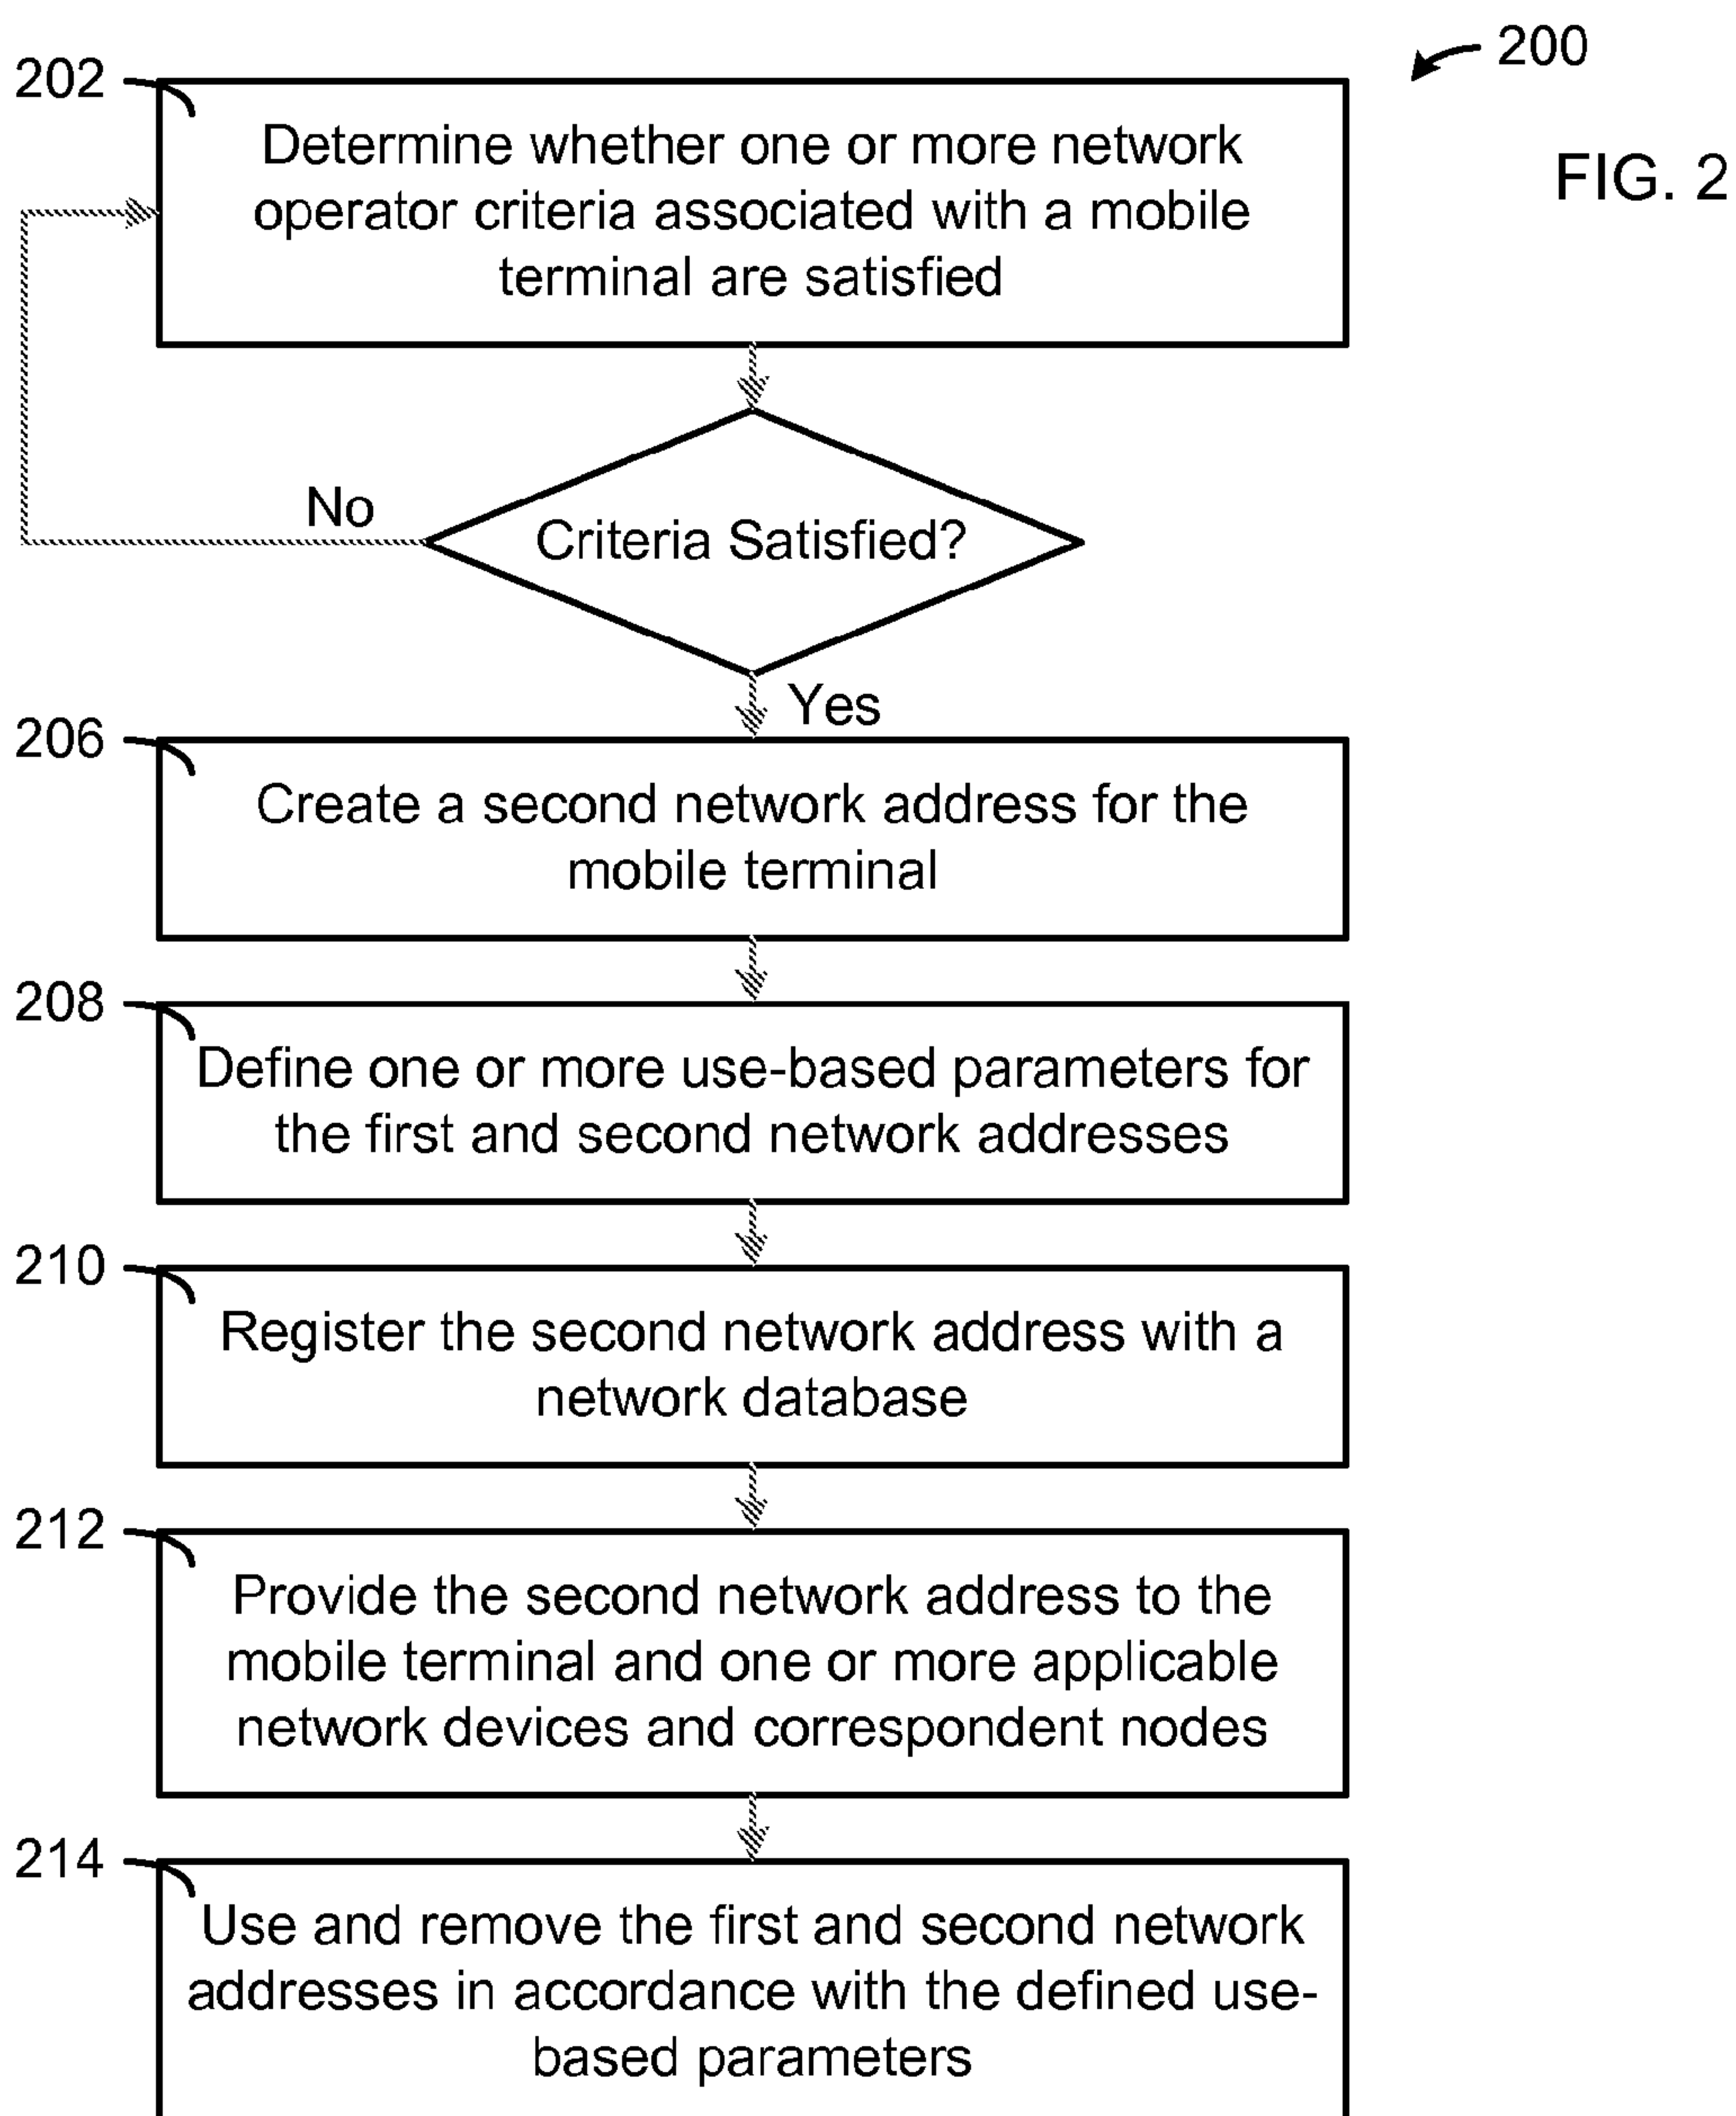 200
FIG. 2
202
Determine whether one or more network
operator criteria associated with a mobile
terminal are satisfied
No
Criteria Satisfied?
Yes
206
Create a second network address for the
mobile terminal
208
Define one or more use-based parameters for
the first and second network addresses
210
Register the second network address with a
network database
212
Provide the second network address to the
mobile terminal and one or more applicable
network devices and correspondent nodes
214
Use and remove the first and second network
addresses in accordance with the defined use-
based parameters